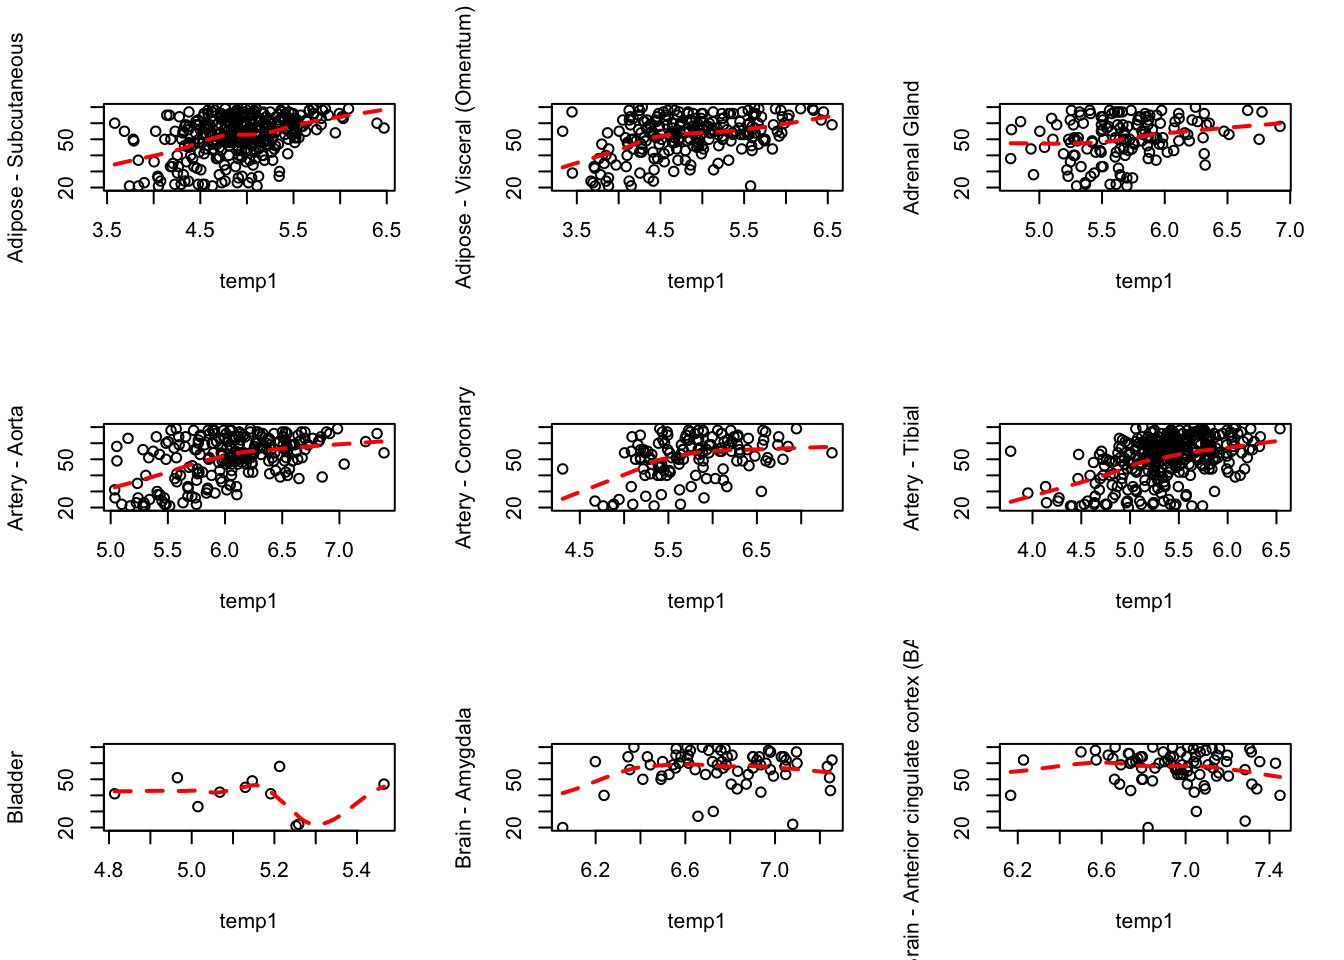 Adipose - Subcutaneous
50
20
3.5 4.5 5.5 6.5
temp1
Adipose - Visceral (Omentum)
50
20
3.5 4.5 5.5 6.5
temp1
Adrenal Gland
50
20
5.0 5.5 6.0 6.5 7.0
temp1
Artery - Aorta
50
20
5.0 5.5 6.0 6.5 7.0
temp1
Artery - Coronary
50
20
4.5 5.5 6.5
temp1
Artery - Tibial
50
20
4.0 4.5 5.0 5.5 6.0 6.5
temp1
Bladder
50
20
4.8 5.0 5.2 5.4
temp1
Brain - Amygdala
50
20
6.2 6.6 7.0
temp1
rain - Anterior cingulate cortex (BA
50
20
6.2 6.6 7.0 7.4
temp1